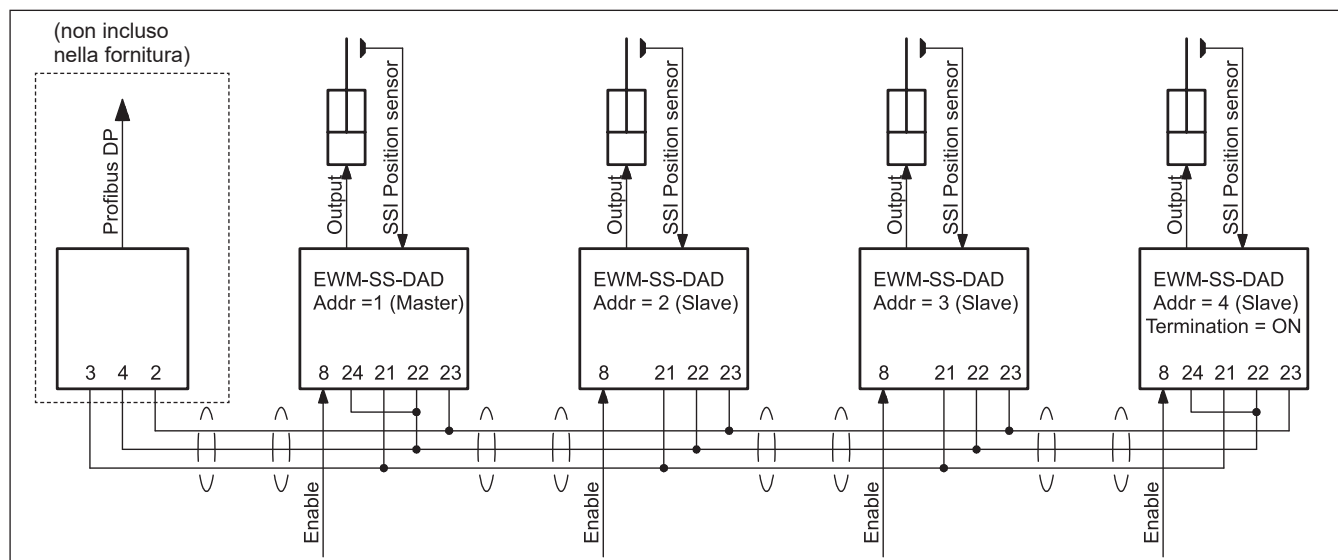 (non incluso
nella fornitura)
Profibus DP
3 4 2
Output
SSI Position sensor
EWM-SS-DAD
Addr =1 (Master)
8 24 21 22 23
Enable
Output
SSI Position sensor
EWM-SS-DAD
Addr = 2 (Slave)
8 21 22 23
Enable
Output
SSI Position sensor
EWM-SS-DAD
Addr = 3 (Slave)
8 21 22 23
Enable
Output
SSI Position sensor
EWM-SS-DAD
Addr = 4 (Slave)
Termination = ON
8 24 21 22 23
Enable